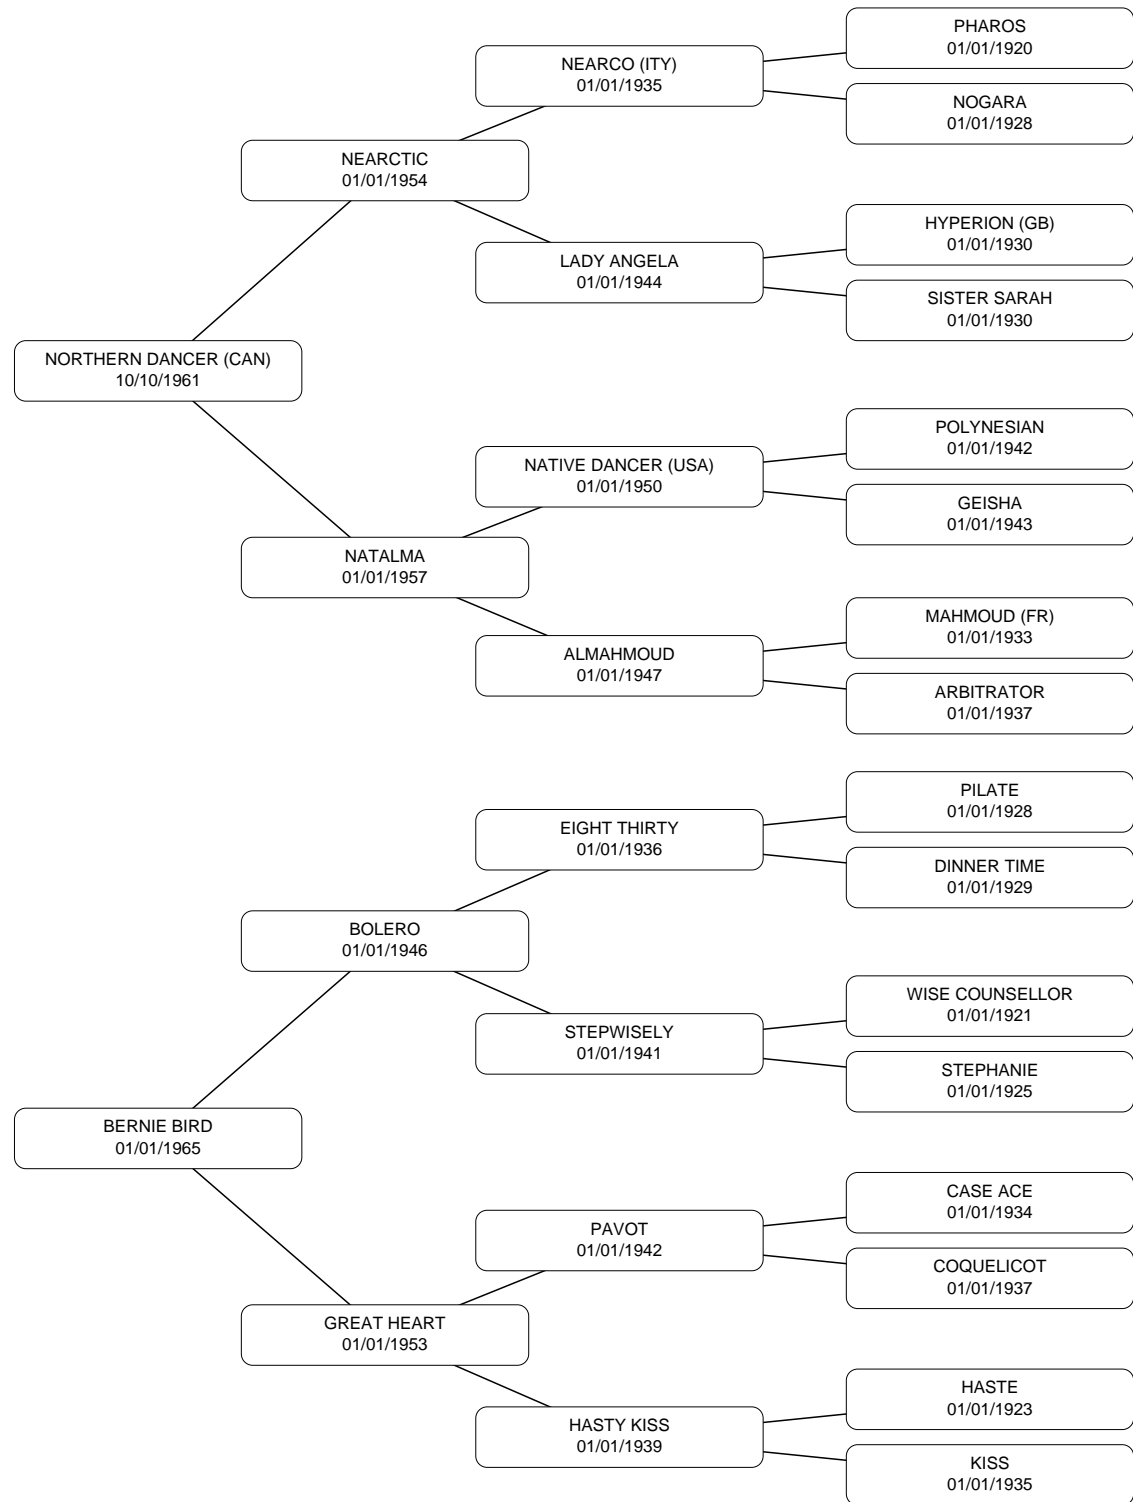 PHAROS
01/01/1920
NEARCO (ITY)
01/01/1935
NOGARA
01/01/1928
NEARCTIC
01/01/1954
HYPERION (GB)
01/01/1930
LADY ANGELA
01/01/1944
SISTER SARAH
01/01/1930
NORTHERN DANCER (CAN)
10/10/1961
POLYNESIAN
01/01/1942
NATIVE DANCER (USA)
01/01/1950
GEISHA
01/01/1943
NATALMA
01/01/1957
MAHMOUD (FR)
01/01/1933
ALMAHMOUD
01/01/1947
ARBITRATOR
01/01/1937
PILATE
01/01/1928
EIGHT THIRTY
01/01/1936
DINNER TIME
01/01/1929
BOLERO
01/01/1946
WISE COUNSELLOR
01/01/1921
STEPWISELY
01/01/1941
STEPHANIE
01/01/1925
BERNIE BIRD
01/01/1965
CASE ACE
01/01/1934
PAVOT
01/01/1942
COQUELICOT
01/01/1937
GREAT HEART
01/01/1953
HASTE
01/01/1923
HASTY KISS
01/01/1939
KISS
01/01/1935